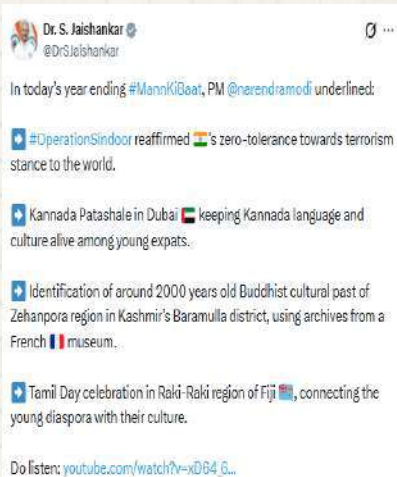 Dr. S. Jaishankar
@DrSJaishankar
In today's year ending #MannKiBaat, PM @narendramodi underlined:
➡️ #OperationSindoor reaffirmed 🇮🇳's zero-tolerance towards terrorism
stance to the world.
➡️ Kannada Patashale in Dubai 🇦🇪 keeping Kannada language and
culture alive among young expats.
➡️ Identification of around 2000 years old Buddhist cultural past of
Zehanpora region in Kashmir's Baramulla district, using archives from a
French 🇫🇷 museum.
➡️ Tamil Day celebration in Raki-Raki region of Fiji 🇫🇯, connecting the
young diaspora with their culture.
Do listen: youtube.com/watch?v=xD64_6...